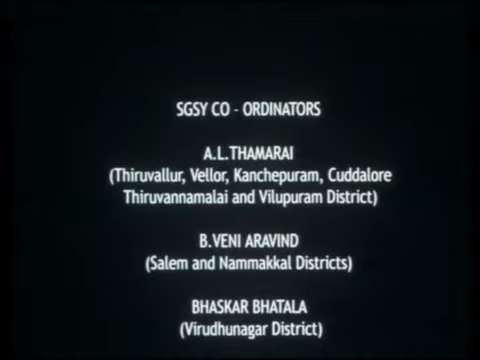 SGSY CO - ORDINATORS
A.L.THAMARAI
(Thiruvallur, Vellor, Kanchepuram, Cuddalore
Thiruvannamalai and Vilupuram District)
B.VENI ARAVIND
(Salem and Nammakkal Districts)
BHASKAR BHATALA
(Virudhunagar District)